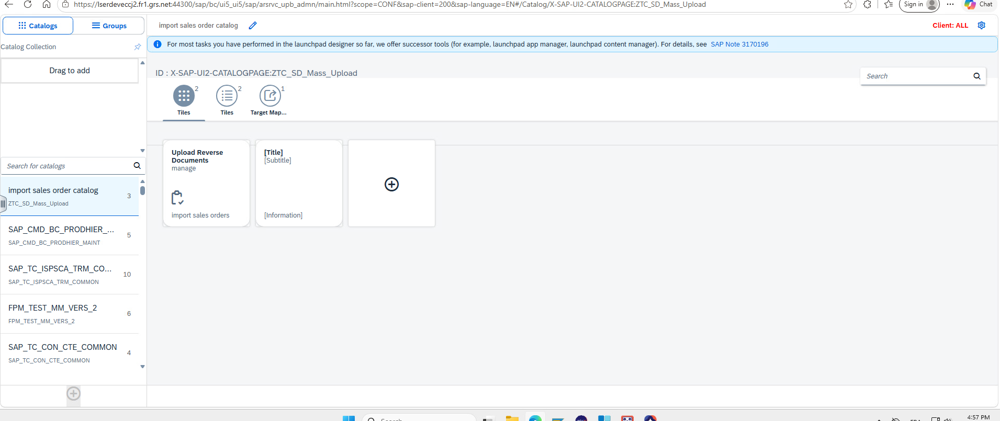 https://lserdeveccj2.fr1.grs.net:44300/sap/bc/ui5_ui5/sap/arsrvc_upb_admn/main.html?scope=CONF&sap-client=200&sap-language=EN#/Catalog/X-SAP-UI2-CATALOGPAGE:ZTC_SD_Mass_Upload
Sign in
Chat
Catalogs
Groups
import sales order catalog
Client: ALL
Catalog Collection
For most tasks you have performed in the launchpad designer so far, we offer successor tools (for example, launchpad app manager, launchpad content manager). For details, see SAP Note 3170196
Drag to add
ID : X-SAP-UI2-CATALOGPAGE:ZTC_SD_Mass_Upload
Search
2
2
1
Tiles
Tiles
Target Map...
Upload Reverse
Documents
manage
import sales orders
[Title]
[Subtitle]
[Information]
Search for catalogs
import sales order catalog
3
ZTC_SD_Mass_Upload
SAP_CMD_BC_PRODHIER_...
5
SAP_CMD_BC_PRODHIER_MAINT
SAP_TC_ISPSCA_TRM_CO...
10
SAP_TC_ISPSCA_TRM_COMMON
FPM_TEST_MM_VERS_2
6
FPM_TEST_MM_VERS_2
SAP_TC_CON_CTE_COMMON
4
SAP_TC_CON_CTE_COMMON
Search
4:57 PM